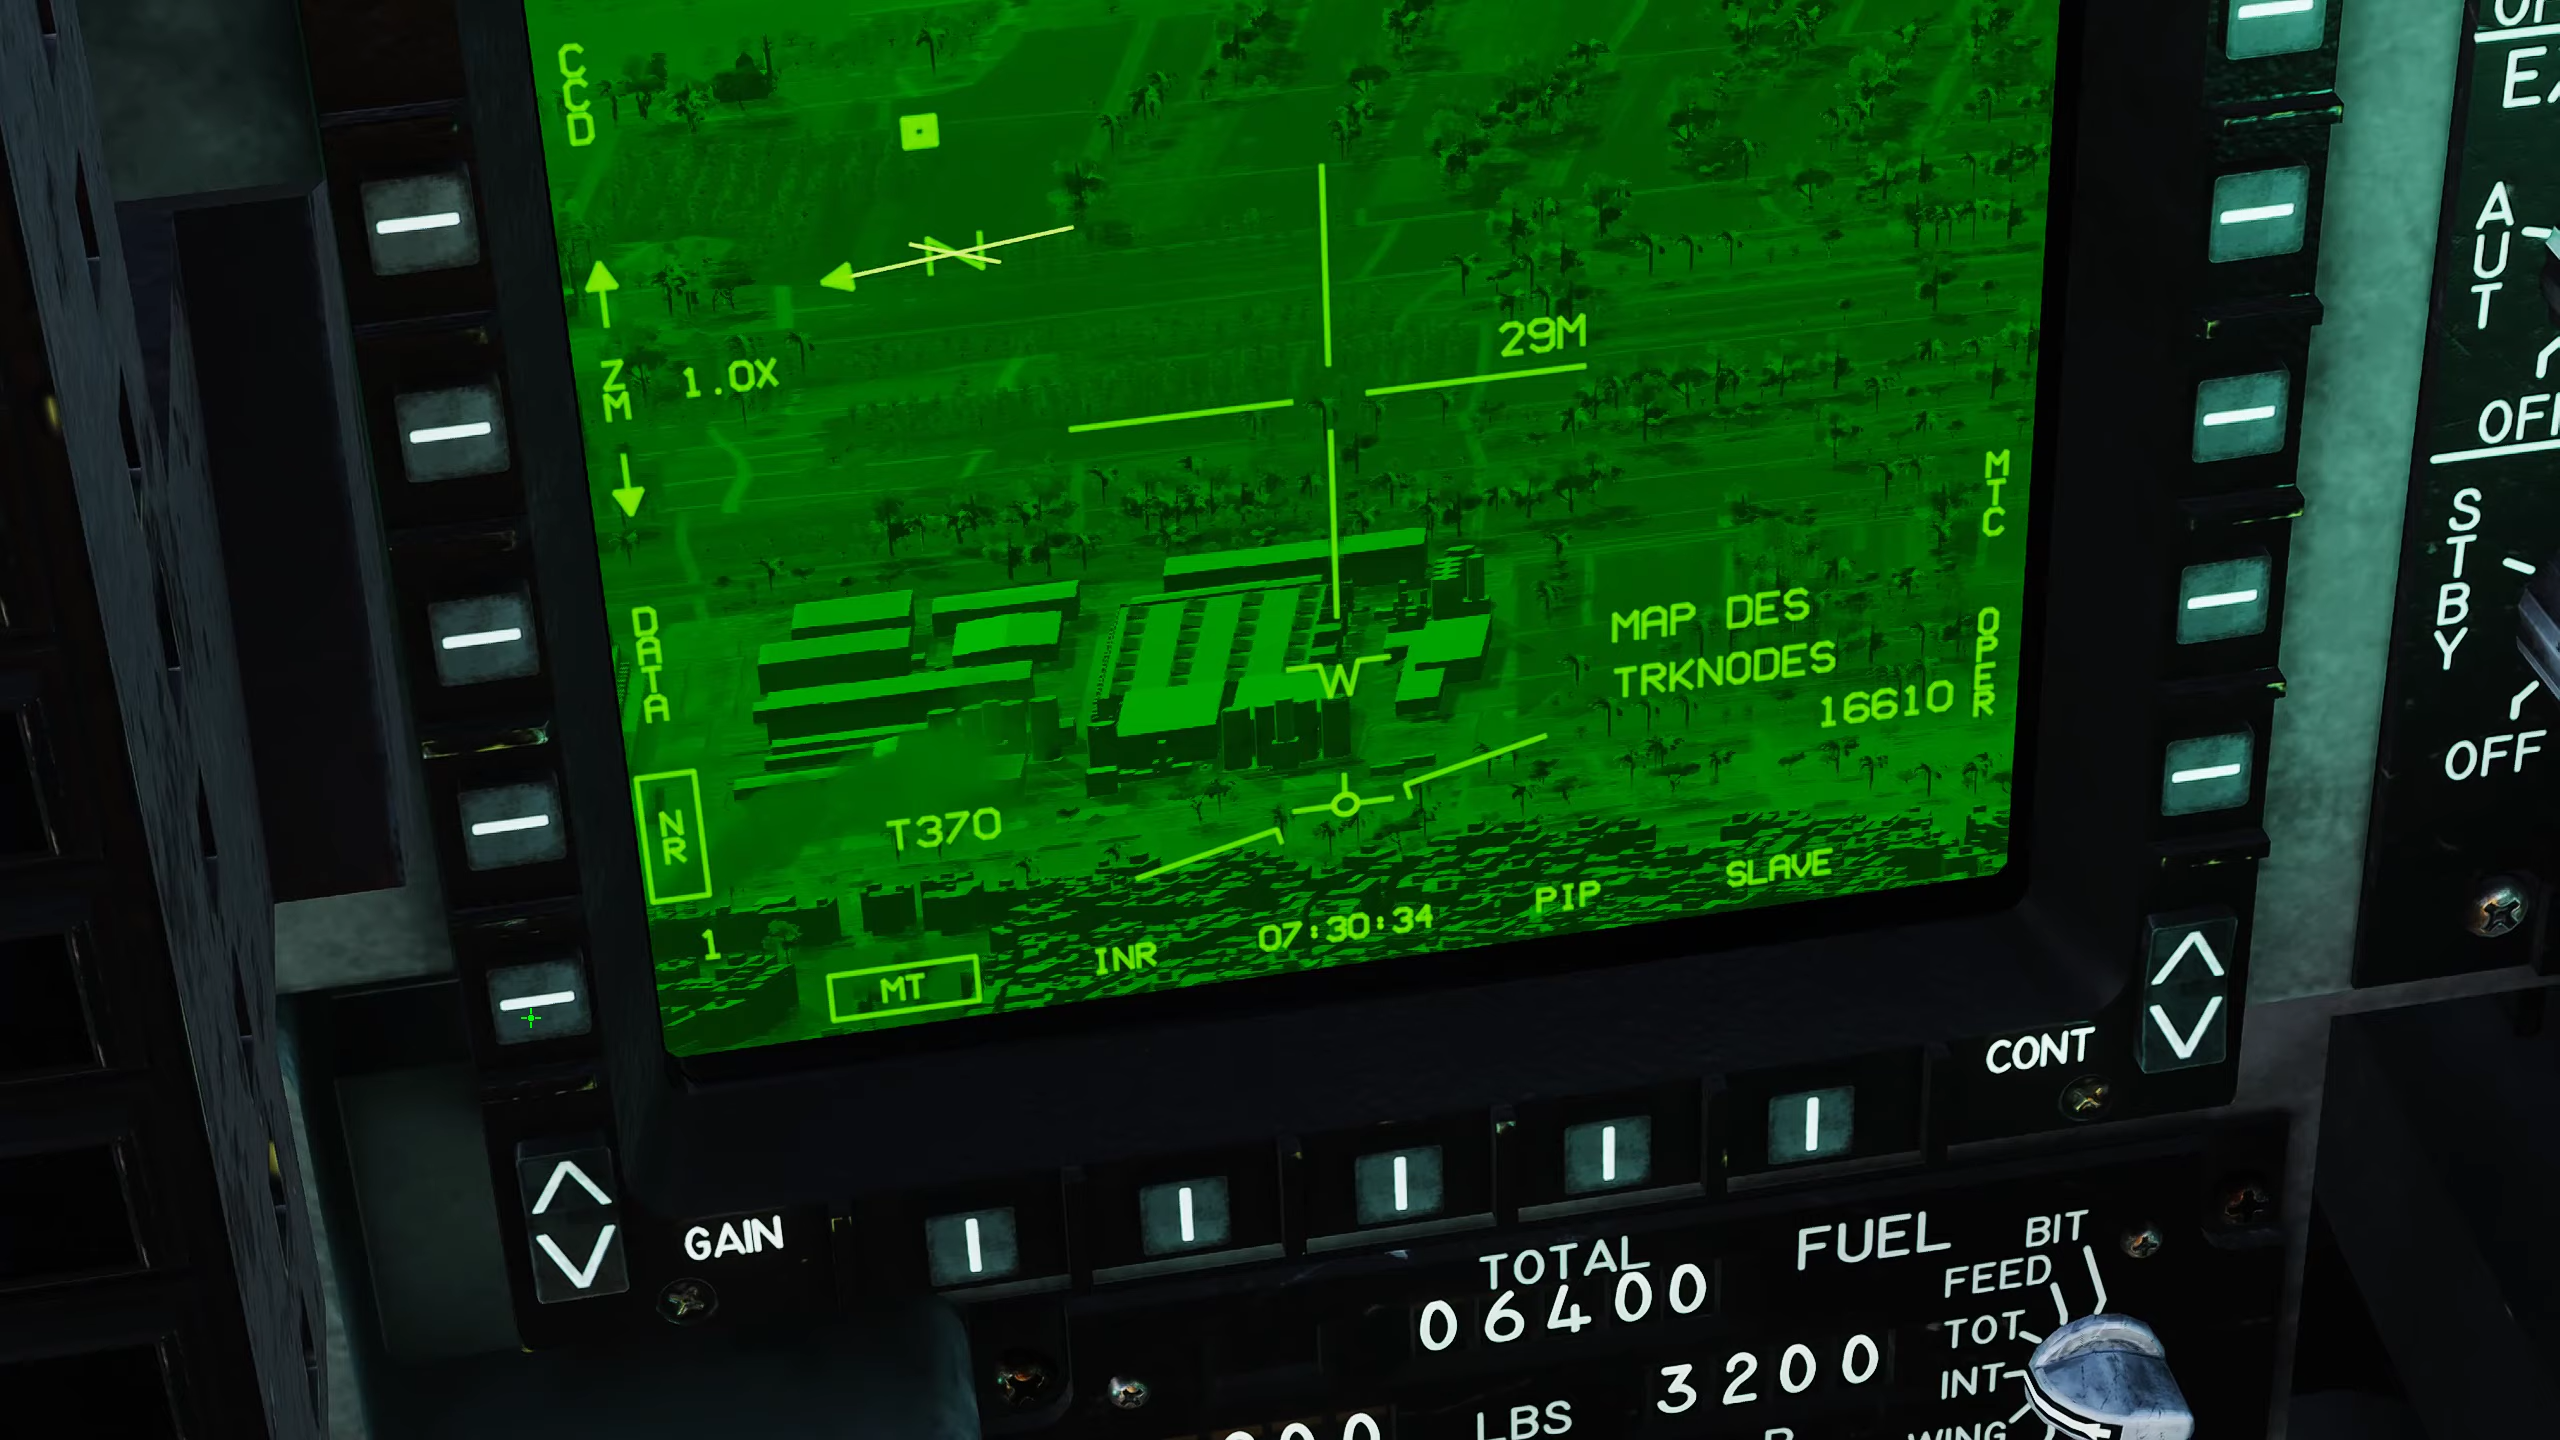 CCD
N
29M
1.0X
ZM
MTC
DATA
MAP DES
TRKNODES
16610
OPER
W
NR
T370
SLAVE
PIP
07:30:34
INR
1
MT
AUT
OFF
STBY
OFF
CONT
GAIN
FUEL
BIT
FEED
TOT
INT
WING
TOTAL
06400
3200
LBS